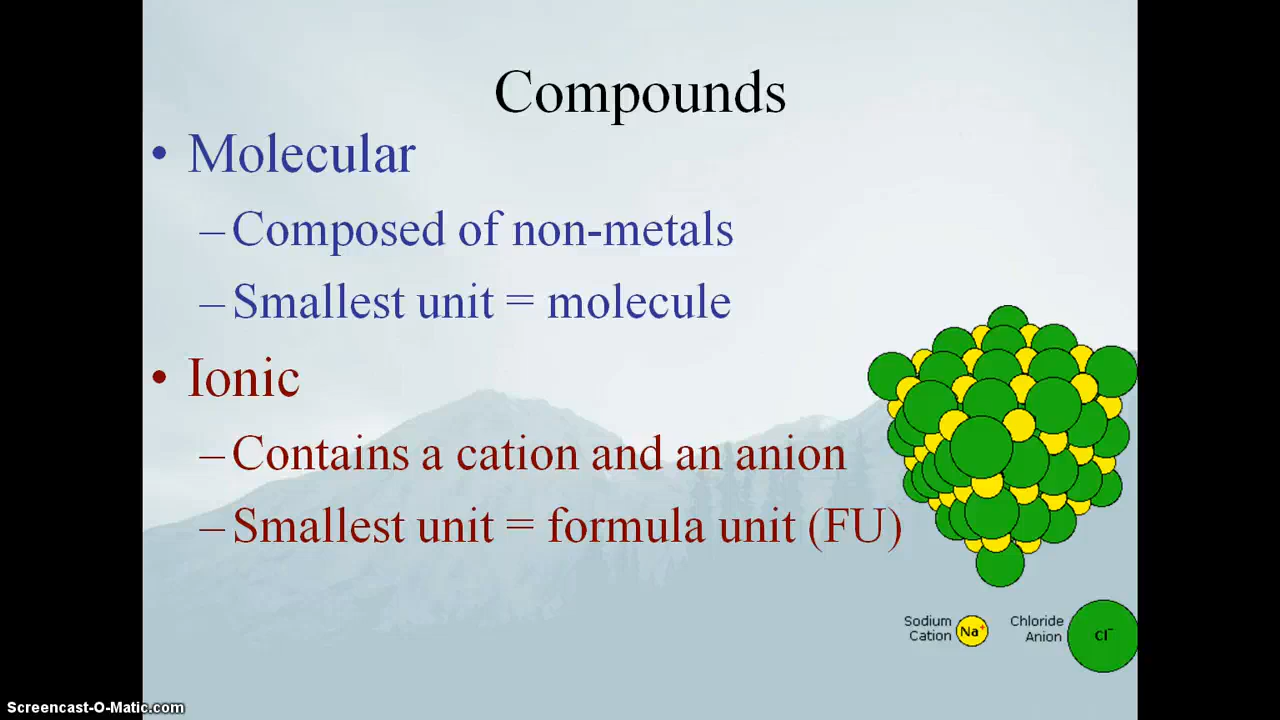 Compounds
• Molecular
–Composed of non-metals
–Smallest unit = molecule
• Ionic
–Contains a cation and an anion
–Smallest unit = formula unit (FU)
Sodium
Cation
Na⁺
Chloride
Anion
Cl⁻
Screencast-O-Matic.com